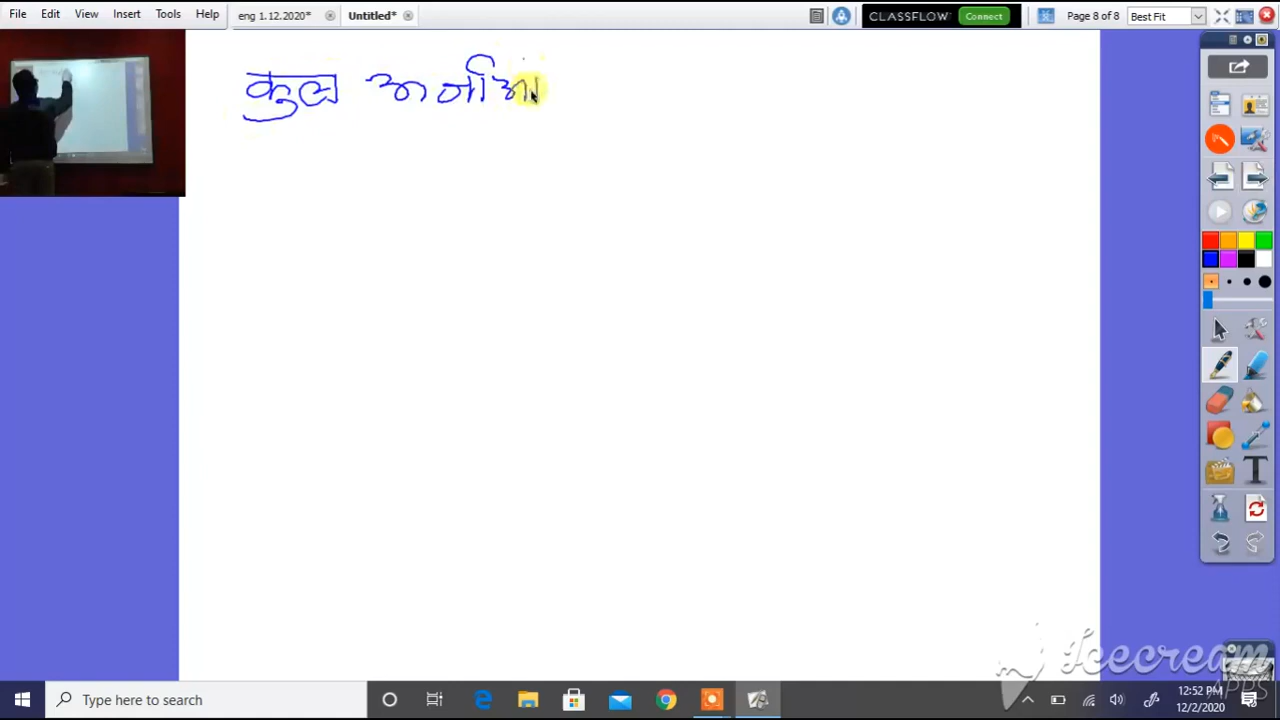 File Edit View Insert Tools Help eng 1.12.2020* Untitled* CLASSFLOW Connect Page 8 of 8 Best Fit
कुल
T
Icecream
APPS
Type here to search
12:52 PM
12/2/2020